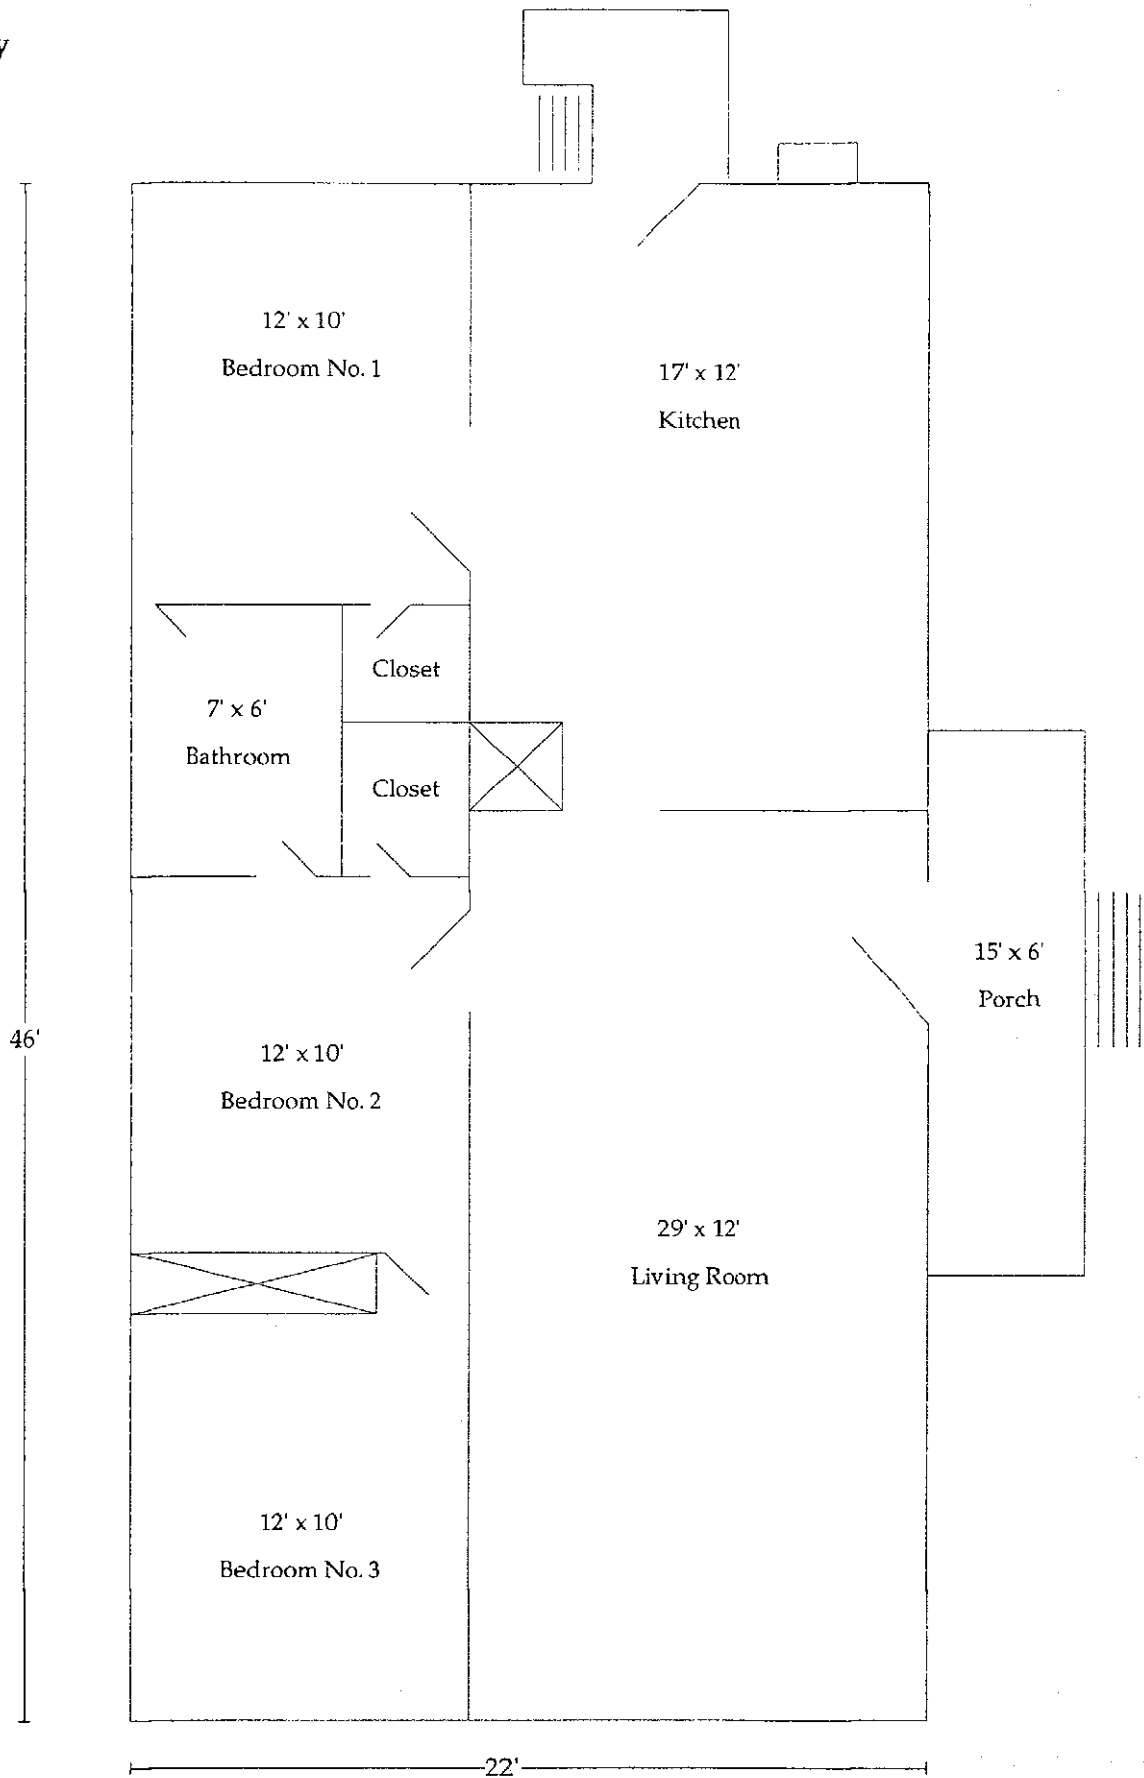 y
12' x 10'
Bedroom No. 1
17' x 12'
Kitchen
Closet
7' x 6'
Bathroom
Closet
15' x 6'
Porch
46'
12' x 10'
Bedroom No. 2
29' x 12'
Living Room
12' x 10'
Bedroom No. 3
22'